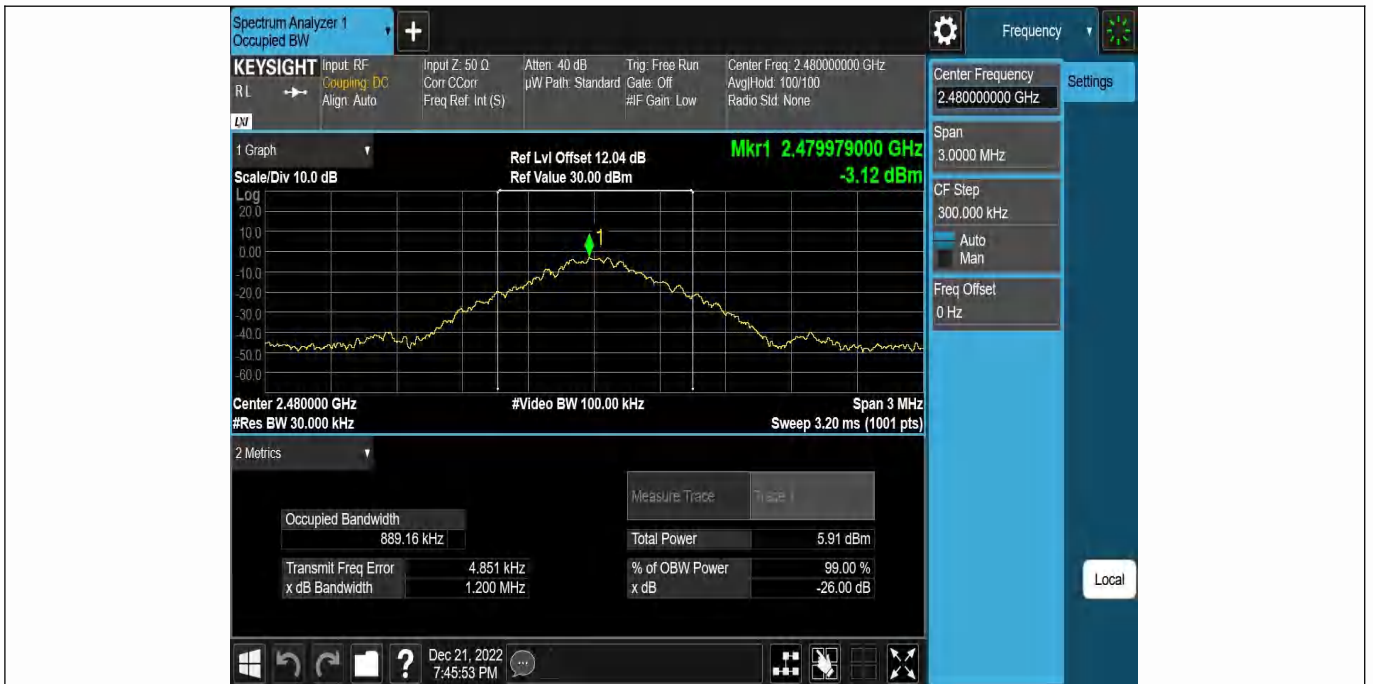 Spectrum Analyzer 1
Occupied BW
+
Frequency
KEYSIGHT
RL
LXI
Input: RF
Coupling: DC
Align: Auto
Input Z: 50 Ω
Corr CCorr
Freq Ref: Int (S)
Atten: 40 dB
µW Path: Standard
Trig: Free Run
Gate: Off
#IF Gain: Low
Center Freq: 2.480000000 GHz
Avg|Hold: 100/100
Radio Std: None
Center Frequency
2.480000000 GHz
Settings
Span
3.0000 MHz
CF Step
300.000 kHz
Auto
Man
Freq Offset
0 Hz
Local
1 Graph
Scale/Div 10.0 dB
Ref Lvl Offset 12.04 dB
Ref Value 30.00 dBm
Mkr1 2.479979000 GHz
-3.12 dBm
Log
20.0
10.0
0.00
-10.0
-20.0
-30.0
-40.0
-50.0
-60.0
1
Center 2.480000 GHz
#Res BW 30.000 kHz
#Video BW 100.00 kHz
Span 3 MHz
Sweep 3.20 ms (1001 pts)
2 Metrics
Measure Trace
Trace 1
Occupied Bandwidth
889.16 kHz
Total Power
5.91 dBm
Transmit Freq Error
4.851 kHz
% of OBW Power
99.00 %
x dB Bandwidth
1.200 MHz
x dB
-26.00 dB
?
Dec 21, 2022
7:45:53 PM